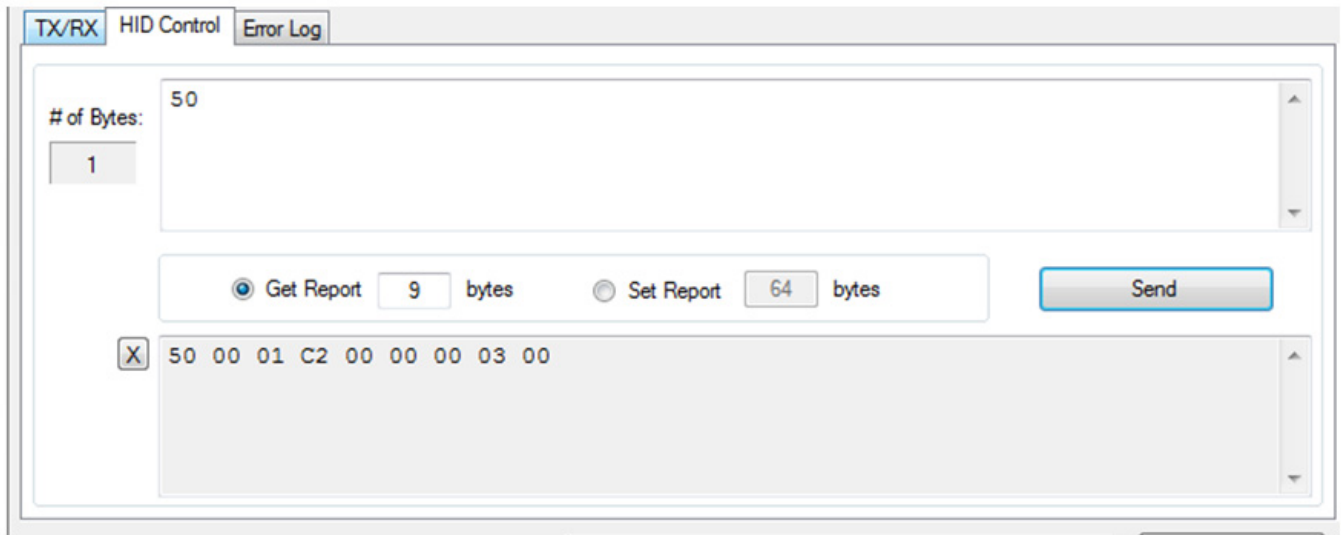 TX/RX HID Control Error Log
# of Bytes:
1
50
Get Report 9 bytes Set Report 64 bytes Send
X
50 00 01 C2 00 00 00 03 00